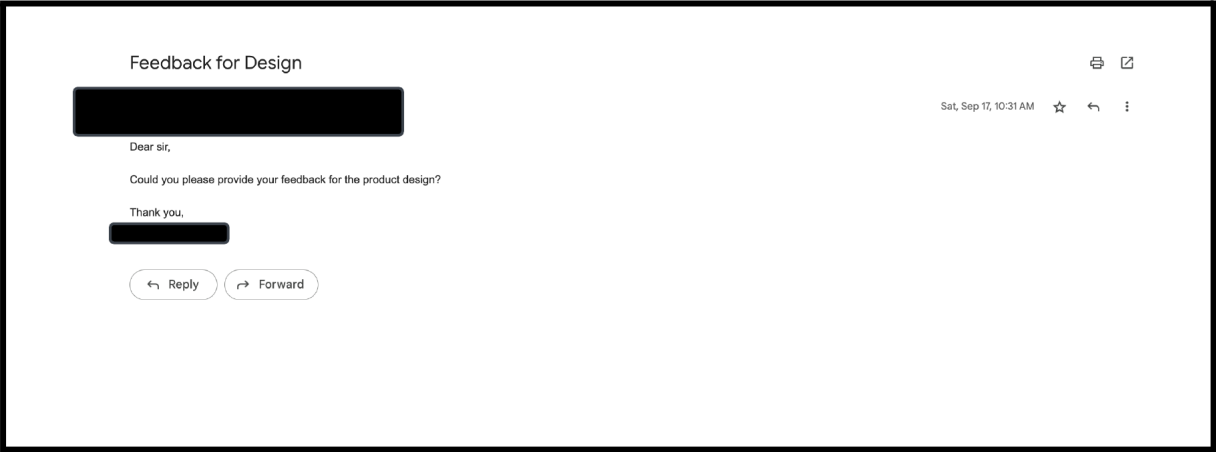 Feedback for Design
Sat, Sep 17, 10:31 AM
Dear sir,
Could you please provide your feedback for the product design?
Thank you,
Reply
Forward